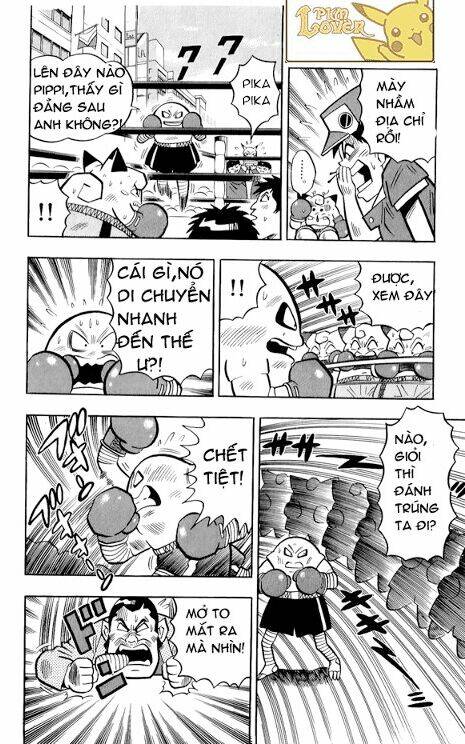 PKM
LOVER
LÊN ĐÂY NÀO
PIPPI,THẤY GÌ
ĐẢNG SAU
ANH KHÔNG?!
PIKA
PIKA
!!
MÀY
NHẦM
ĐỊA CHỈ
RỒI!
CÁI GÌ,NÓ
DI CHUYỂN
NHANH
ĐẾN THẾ
Ư?!
!!
ĐƯỢC,
XEM ĐÂY!
CHẾT
TIỆT!
NÀO,
GIỎI
THÌ
ĐÁNH
TRÚNG
TA
ĐI?
MỞ TO
MẮT RA
MÀ NHÌN!